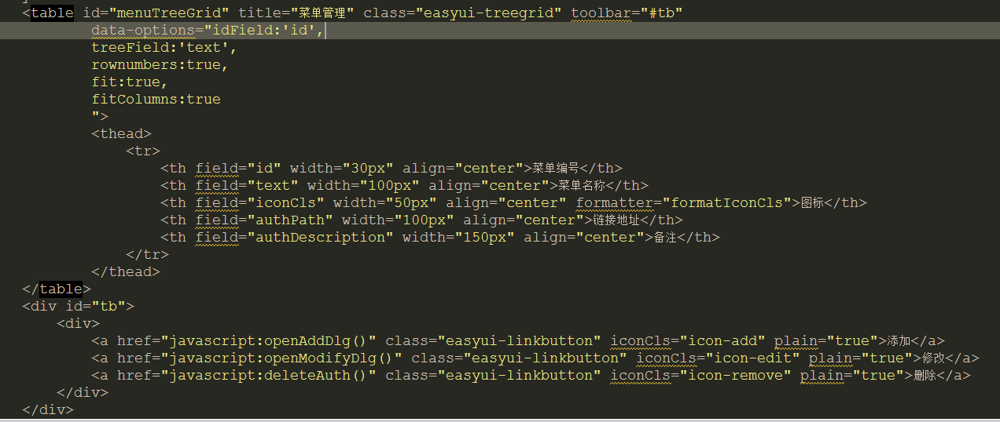 <table id="menuTreeGrid" title="菜单管理" class="easyui-treegrid" toolbar="#tb"
data-options="idField:'id',
treeField:'text',
rownumbers:true,
fit:true,
fitColumns:true
">
<thead>
<tr>
<th field="id" width="30px" align="center">菜单编号</th>
<th field="text" width="100px" align="center">菜单名称</th>
<th field="iconCls" width="50px" align="center" formatter="formatIconCls">图标</th>
<th field="authPath" width="100px" align="center">链接地址</th>
<th field="authDescription" width="150px" align="center">备注</th>
</tr>
</thead>
</table>
<div id="tb">
<div>
<a href="javascript:openAddDlg()" class="easyui-linkbutton" iconCls="icon-add" plain="true">添加</a>
<a href="javascript:openModifyDlg()" class="easyui-linkbutton" iconCls="icon-edit" plain="true">修改</a>
<a href="javascript:deleteAuth()" class="easyui-linkbutton" iconCls="icon-remove" plain="true">删除</a>
</div>
</div>